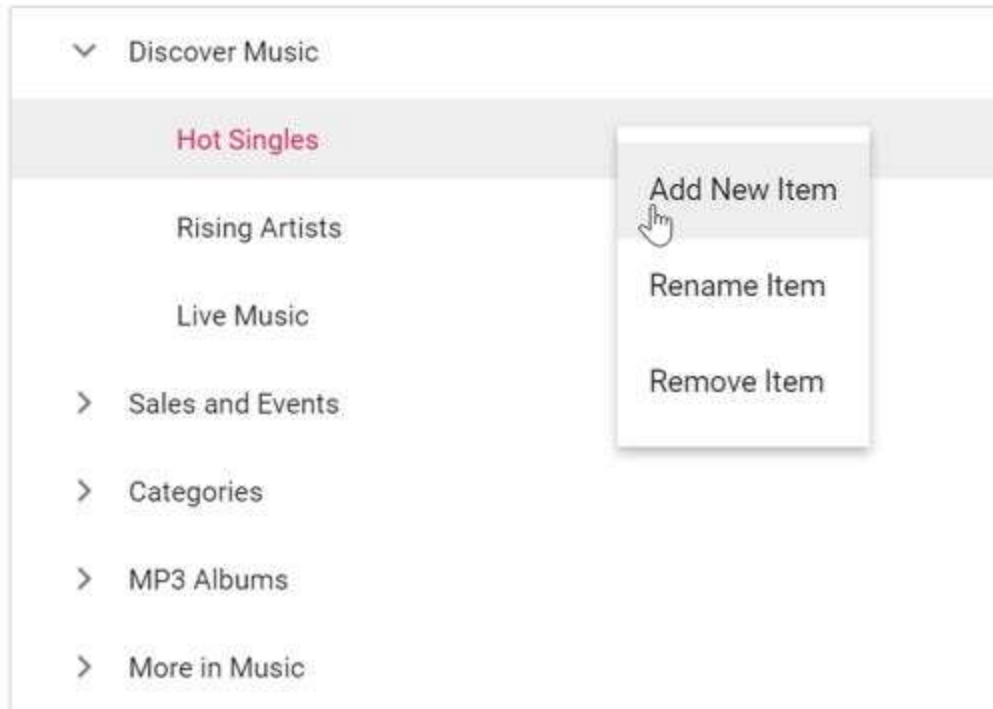 Discover Music
Hot Singles
Add New Item
Rising Artists
Rename Item
Live Music
Remove Item
Sales and Events
Categories
MP3 Albums
More in Music